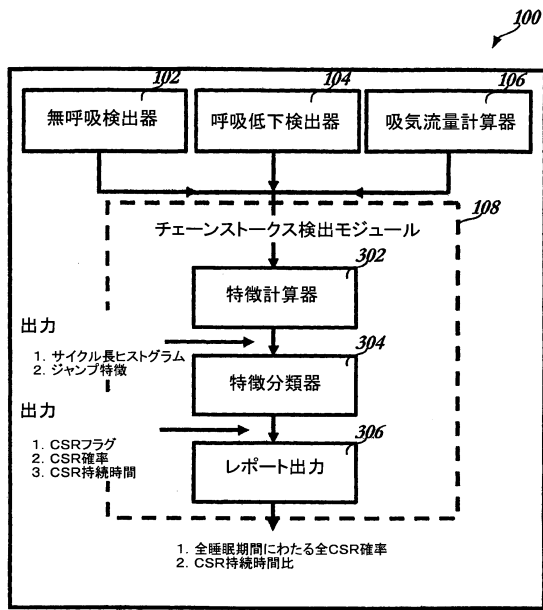 100
102
104
106
無呼吸検出器
呼吸低下検出器
吸気流量計算器
108
チェーンストークス検出モジュール
302
特徴計算器
出力
1. サイクル長ヒストグラム
2. ジャンプ特徴
304
特徴分類器
出力
1. CSRフラグ
2. CSR確率
3. CSR持続時間
306
レポート出力
1. 全睡眠期間にわたる全CSR確率
2. CSR持続時間比